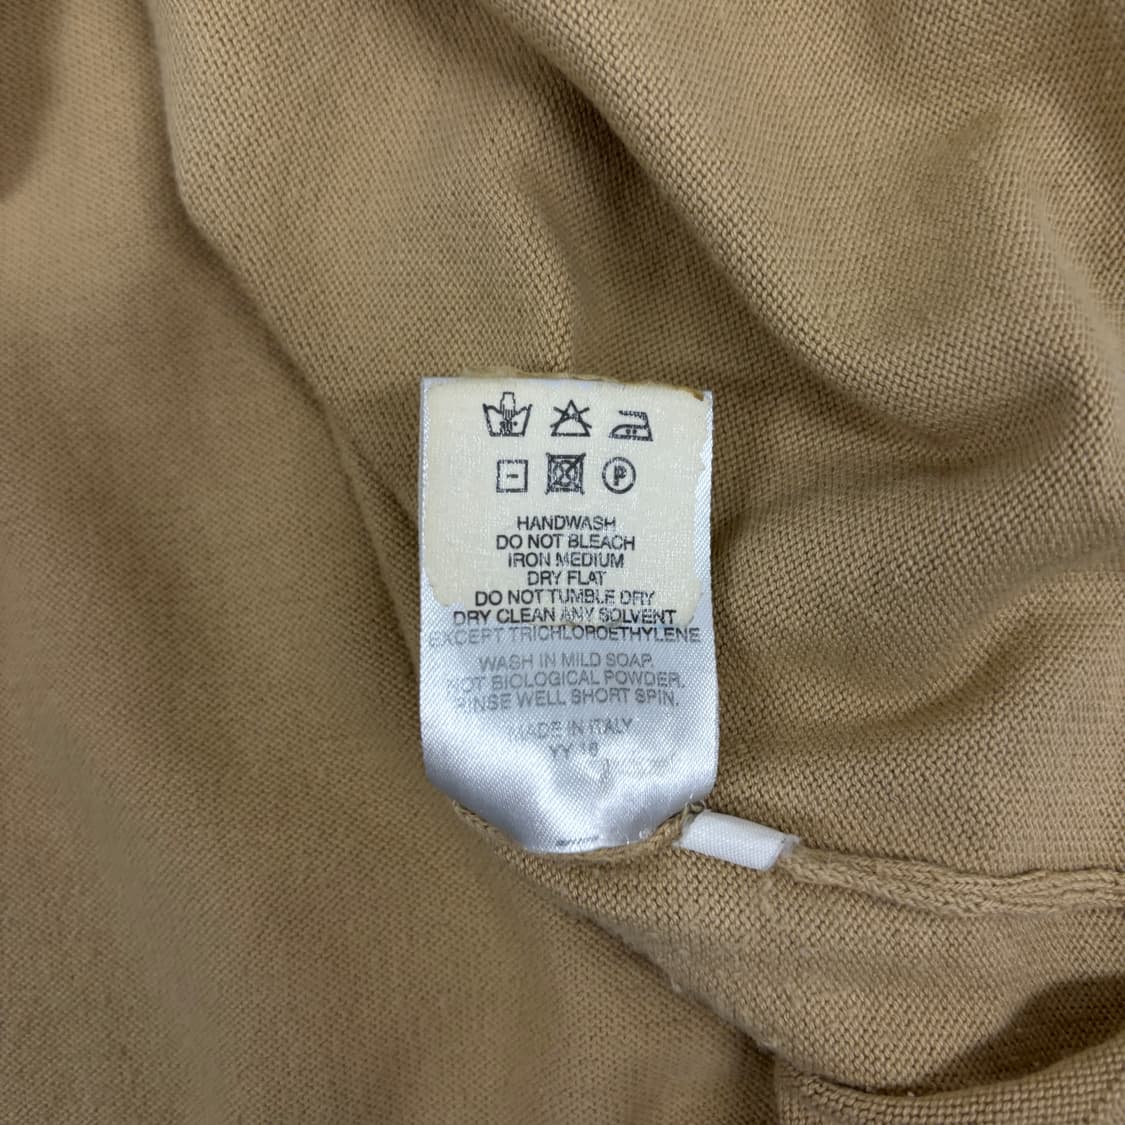 P
HANDWASH
DO NOT BLEACH
IRON MEDIUM
DRY FLAT
DO NOT TUMBLE DRY
DRY CLEAN ANY SOLVENT
EXCEPT TRICHLOROETHYLENE
WASH IN MILD SOAP.
NOT BIOLOGICAL POWDER.
RINSE WELL SHORT SPIN.
MADE IN ITALY
YY